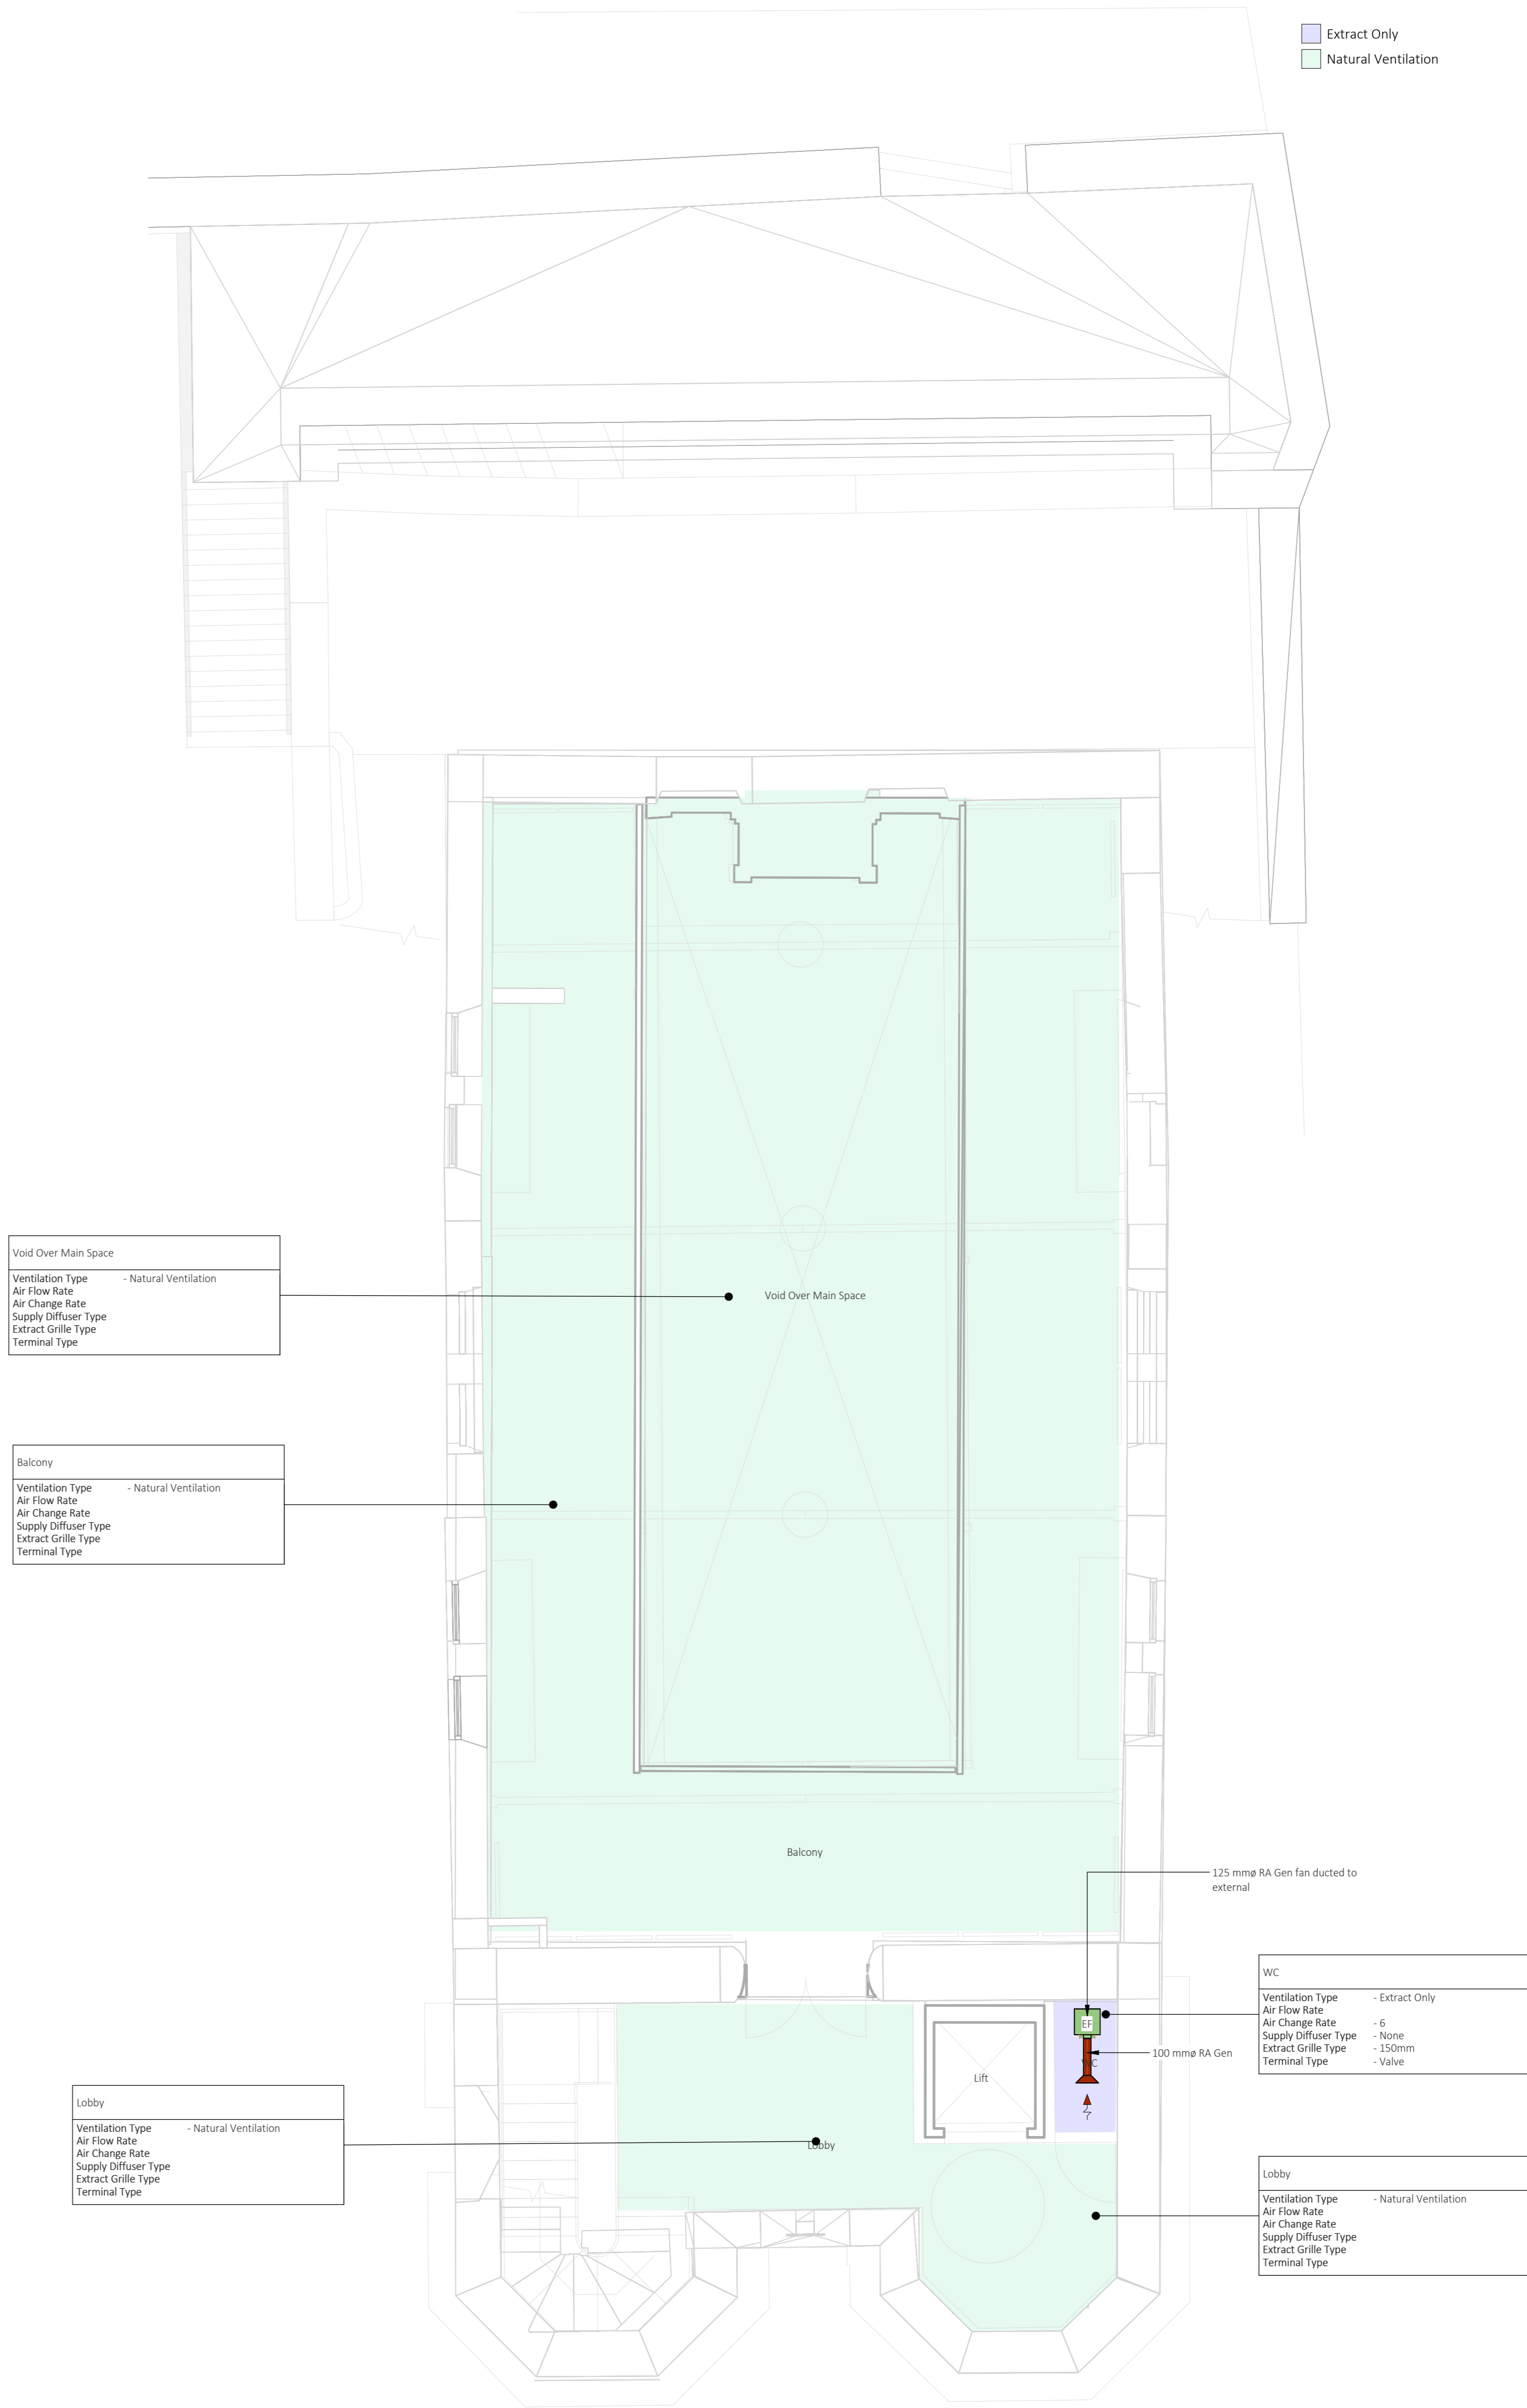 Extract Only
Natural Ventilation
Void Over Main Space
Ventilation Type - Natural Ventilation
Air Flow Rate
Air Change Rate
Supply Diffuser Type
Extract Grille Type
Terminal Type
Void Over Main Space
Balcony
Ventilation Type - Natural Ventilation
Air Flow Rate
Air Change Rate
Supply Diffuser Type
Extract Grille Type
Terminal Type
Balcony
125 mmø RA Gen fan ducted to
external
WC
Ventilation Type - Extract Only
Air Flow Rate
Air Change Rate - 6
Supply Diffuser Type - None
Extract Grille Type - 150mm
Terminal Type - Valve
EF
100 mmø RA Gen
WC
Lift
Lobby
Ventilation Type - Natural Ventilation
Air Flow Rate
Air Change Rate
Supply Diffuser Type
Extract Grille Type
Terminal Type
Lobby
Lobby
Ventilation Type - Natural Ventilation
Air Flow Rate
Air Change Rate
Supply Diffuser Type
Extract Grille Type
Terminal Type